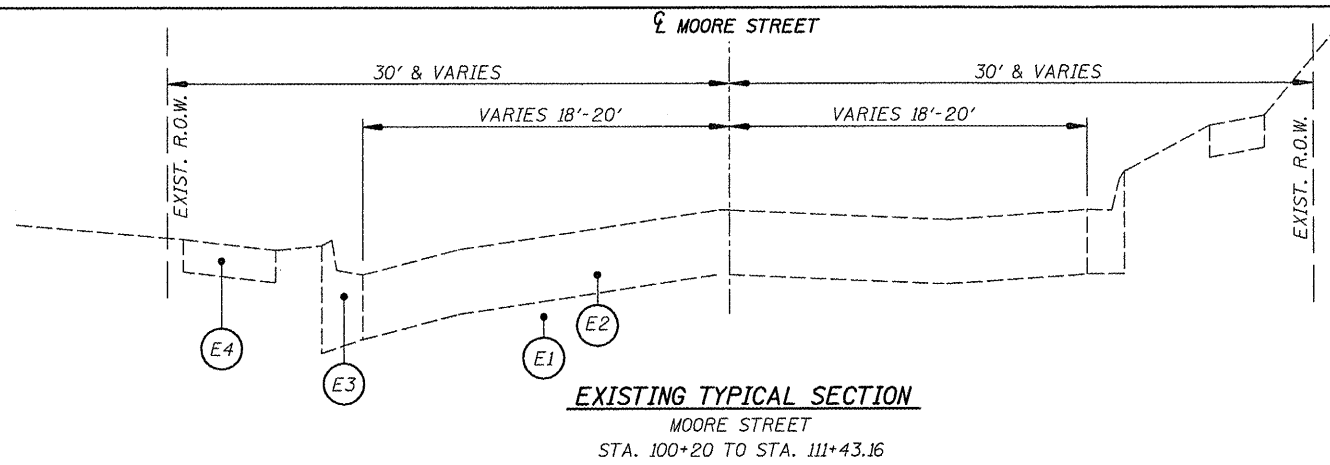 ℄ MOORE STREET
30' & VARIES
30' & VARIES
VARIES 18'-20'
VARIES 18'-20'
EXIST. R.O.W.
EXIST. R.O.W.
E4
E3
E1
E2
EXISTING TYPICAL SECTION
MOORE STREET
STA. 100+20 TO STA. 111+43.16